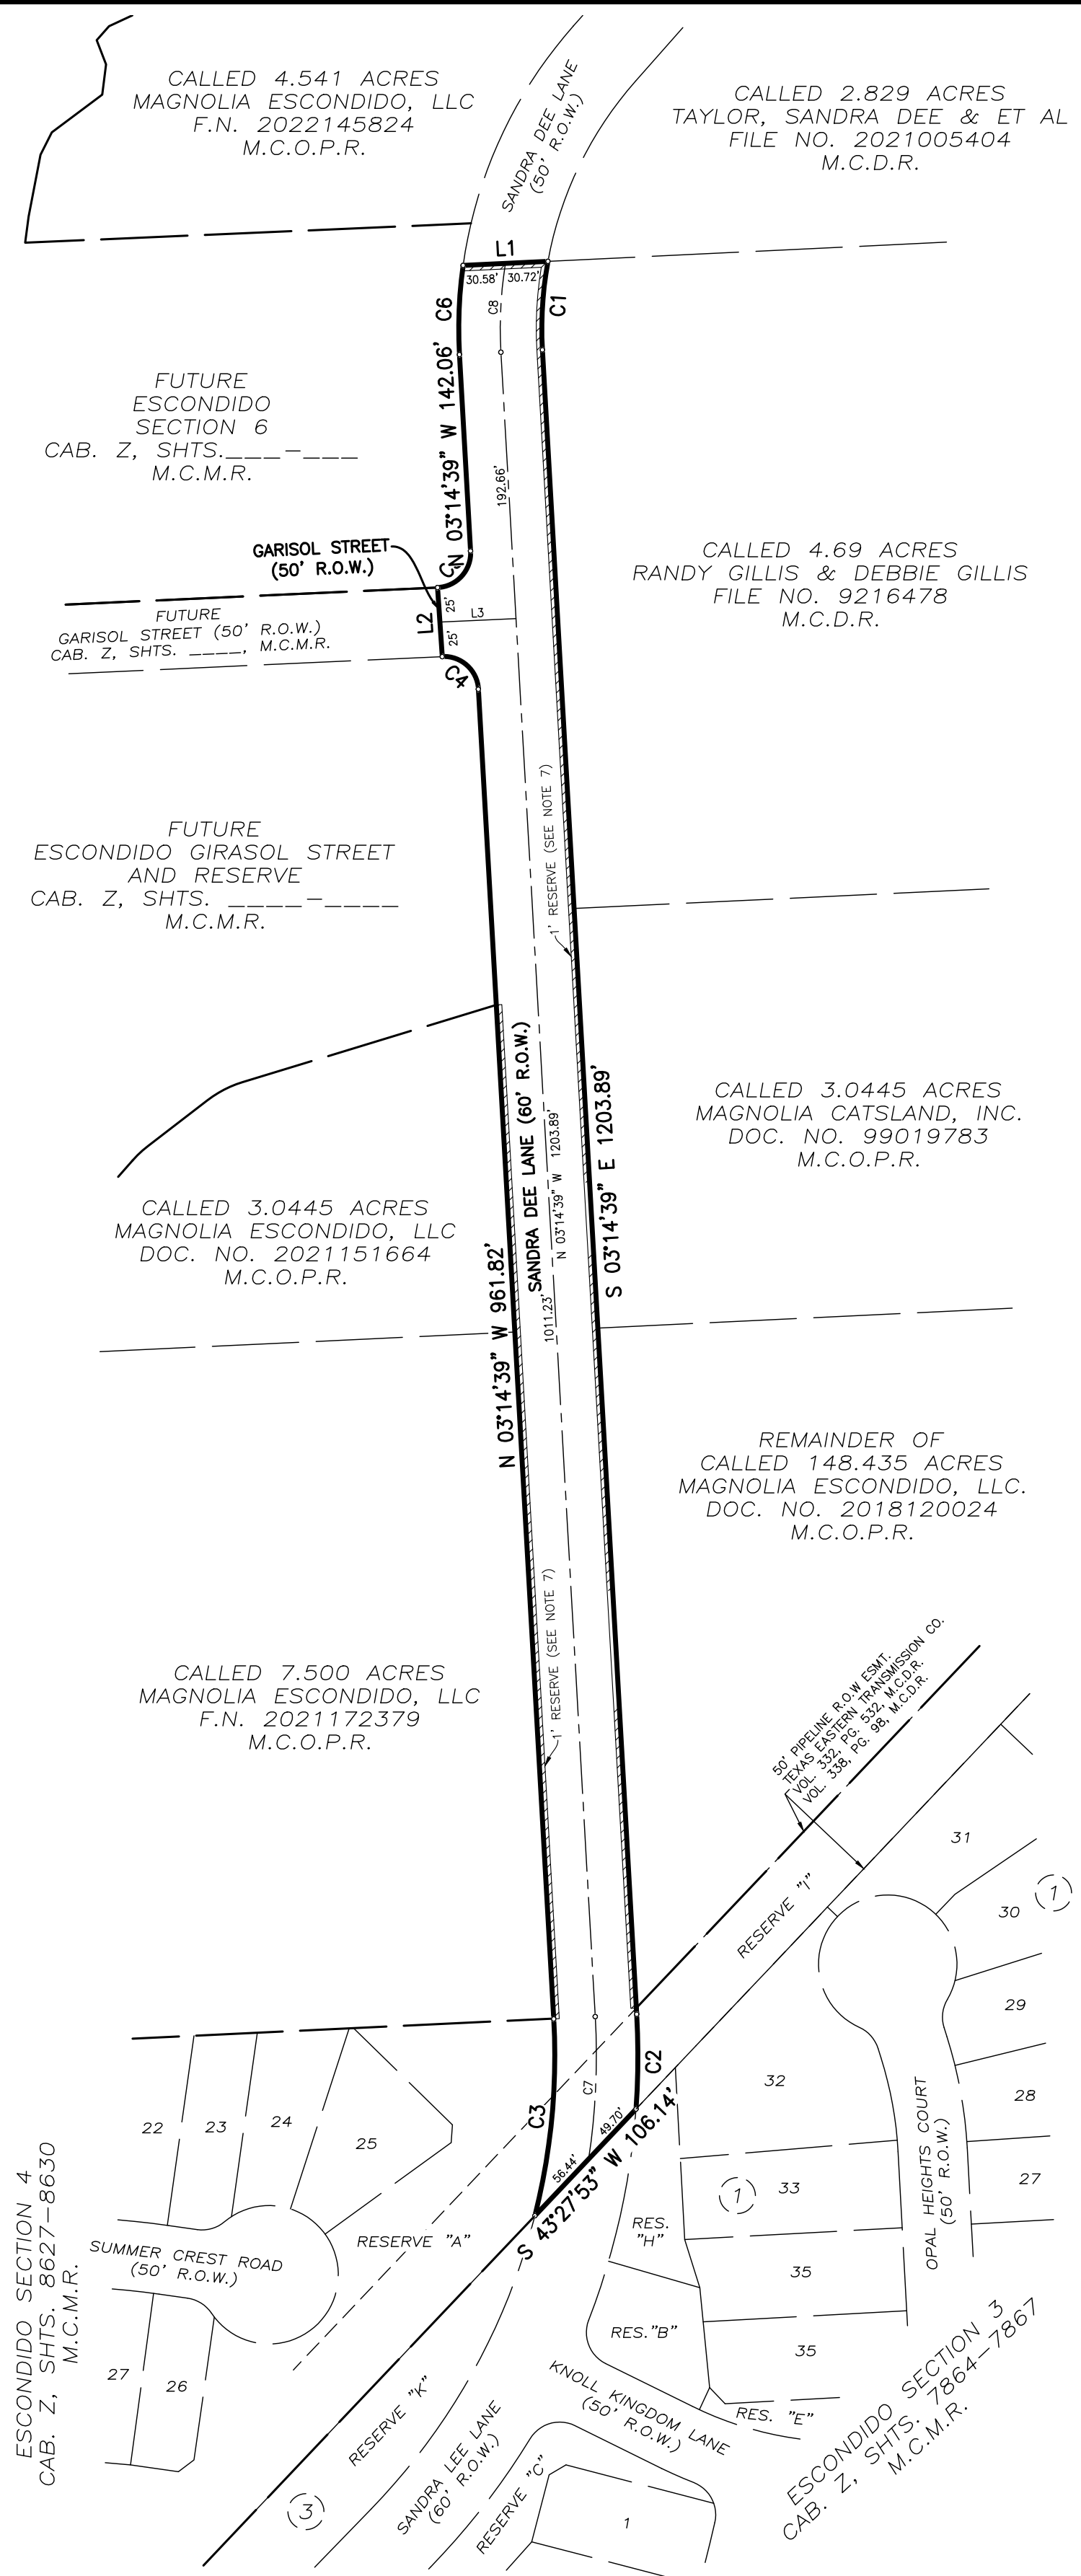 CALLED 4.541 ACRES
MAGNOLIA ESCONDIDO, LLC
F.N. 2022145824
M.C.O.P.R.
SANDRA DEE LANE
(50' R.O.W.)
CALLED 2.829 ACRES
TAYLOR, SANDRA DEE & ET AL
FILE NO. 2021005404
M.C.D.R.
L1
30.58'
30.72'
C6
C8
C1
N 03°14'39" W 142.06'
192.66'
FUTURE
ESCONDIDO
SECTION 6
CAB. Z, SHTS.___-___
M.C.M.R.
GARISOL STREET
(50' R.O.W.)
L2
25'
25'
L3
C4
FUTURE
GARISOL STREET (50' R.O.W.)
CAB. Z, SHTS. ____, M.C.M.R.
CALLED 4.69 ACRES
RANDY GILLIS & DEBBIE GILLIS
FILE NO. 9216478
M.C.D.R.
FUTURE
ESCONDIDO GIRASOL STREET
AND RESERVE
CAB. Z, SHTS. ____-____
M.C.M.R.
1' RESERVE (SEE NOTE 7)
SANDRA DEE LANE (60' R.O.W.)
N 03°14'39" W 1203.89'
1011.23'
S 03°14'39" E 1203.89'
CALLED 3.0445 ACRES
MAGNOLIA CATSLAND, INC.
DOC. NO. 99019783
M.C.O.P.R.
CALLED 3.0445 ACRES
MAGNOLIA ESCONDIDO, LLC
DOC. NO. 2021151664
M.C.O.P.R.
N 03°14'39" W 961.82'
REMAINDER OF
CALLED 148.435 ACRES
MAGNOLIA ESCONDIDO, LLC.
DOC. NO. 2018120024
M.C.O.P.R.
1' RESERVE (SEE NOTE 7)
CALLED 7.500 ACRES
MAGNOLIA ESCONDIDO, LLC
F.N. 2021172379
M.C.O.P.R.
50' PIPELINE R.O.W ESMT.
TEXAS EASTERN TRANSMISSION CO.
VOL. 332, PG. 532, M.C.D.R.
VOL. 338, PG. 98, M.C.D.R.
RESERVE "I"
31
30
1
29
28
27
32
33
1
35
35
OPAL HEIGHTS COURT
(50' R.O.W.)
C2
C7
C3
49.70'
56.44'
S 43°27'53" W 106.14'
22
23
24
25
RESERVE "A"
SUMMER CREST ROAD
(50' R.O.W.)
27
26
ESCONDIDO SECTION 4
CAB. Z, SHTS. 8627-8630
M.C.M.R.
RES.
"H"
RES."B"
RES. "E"
KNOLL KINGDOM LANE
(50' R.O.W.)
RESERVE "K"
3
SANDRA LEE LANE
(60' R.O.W.)
RESERVE "C"
1
ESCONDIDO SECTION 3
CAB. Z, SHTS. 7864-7867
M.C.M.R.